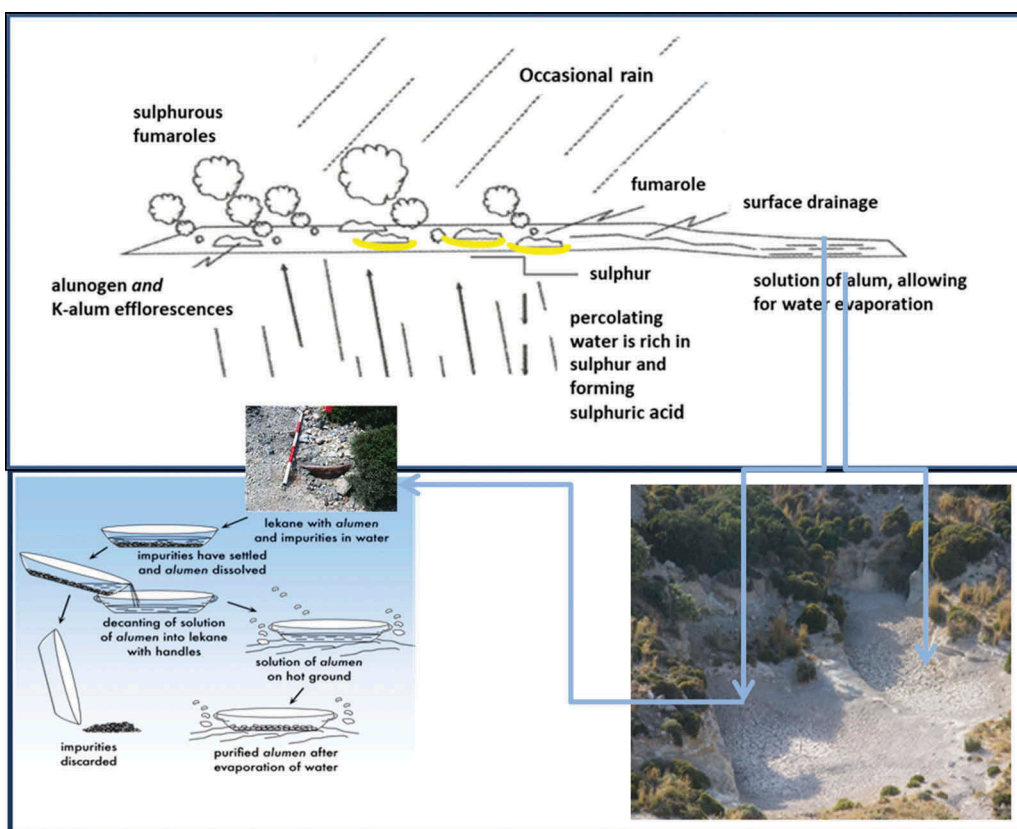 Occasional rain
sulphurous
fumaroles
fumarole
surface drainage
sulphur
alunogen and
K-alum efflorescences
solution of alum, allowing
for water evaporation
percolating
water is rich in
sulphur and
forming
sulphuric acid
lekane with alumen
and impurities in water
impurities have settled
and alumen dissolved
decanting of solution
of alumen into lekane
with handles
solution of alumen
on hot ground
impurities
discarded
purified alumen after
evaporation of water